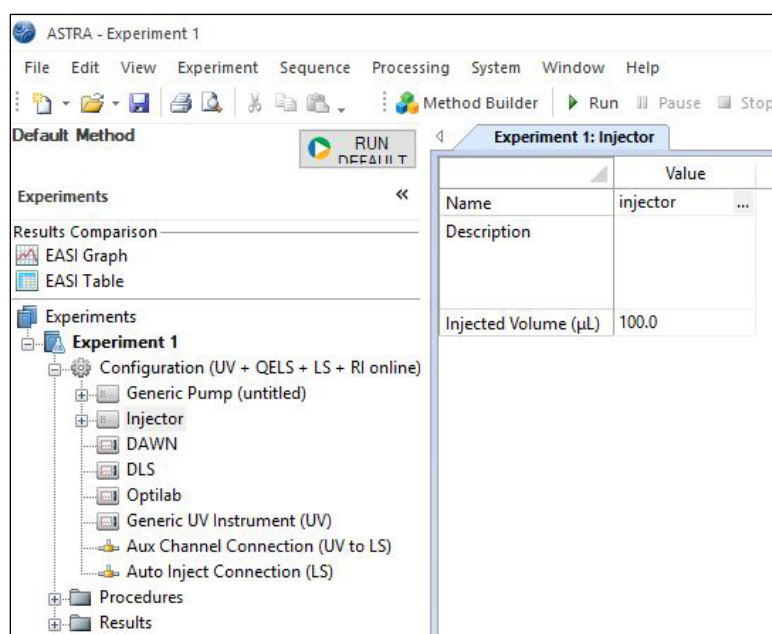 ASTRA - Experiment 1
File Edit View Experiment Sequence Processing System Window Help
Method Builder Run Pause Stop
Default Method
RUN
DEFAULT
Experiments
Results Comparison
EASI Graph
EASI Table
Experiments
Experiment 1
Configuration (UV + QELS + LS + RI online)
Generic Pump (untitled)
Injector
DAWN
DLS
Optilab
Generic UV Instrument (UV)
Aux Channel Connection (UV to LS)
Auto Inject Connection (LS)
Procedures
Results
Experiment 1: Injector
Value
Name injector ...
Description
Injected Volume (µL) 100.0